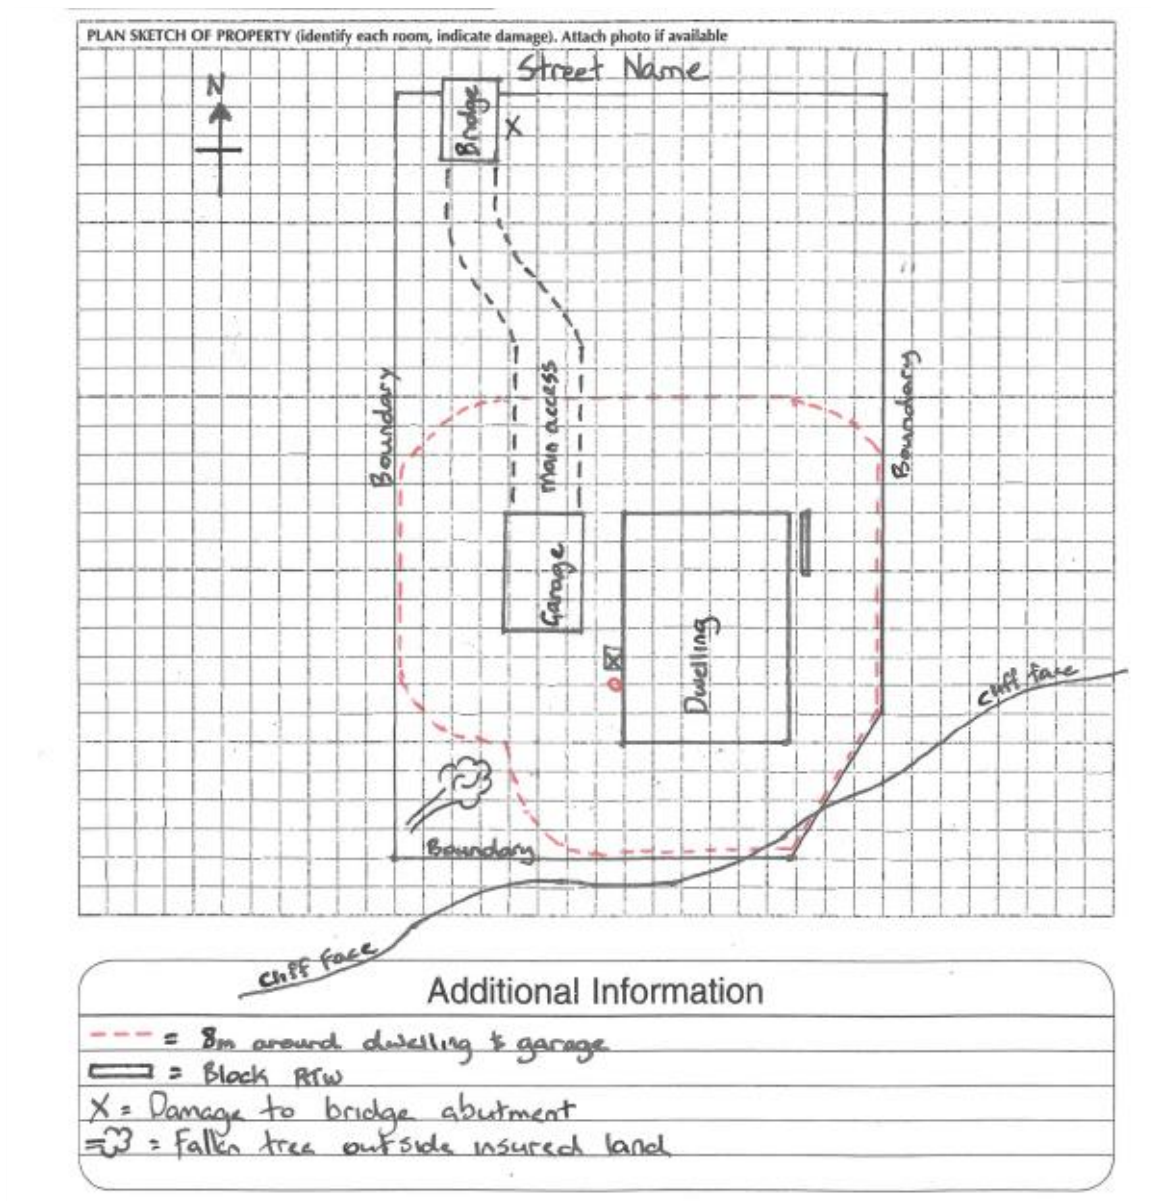 PLAN SKETCH OF PROPERTY (identify each room, indicate damage). Attach photo if available
Street Name
N
Bridge
X
Boundary
main access
Boundary
Garage
Dwelling
cliff face
Boundary
Cliff Face
Additional Information
= 8m around dwelling & garage
= Block RTW
X = Damage to bridge abutment
= Fallen tree outside insured land